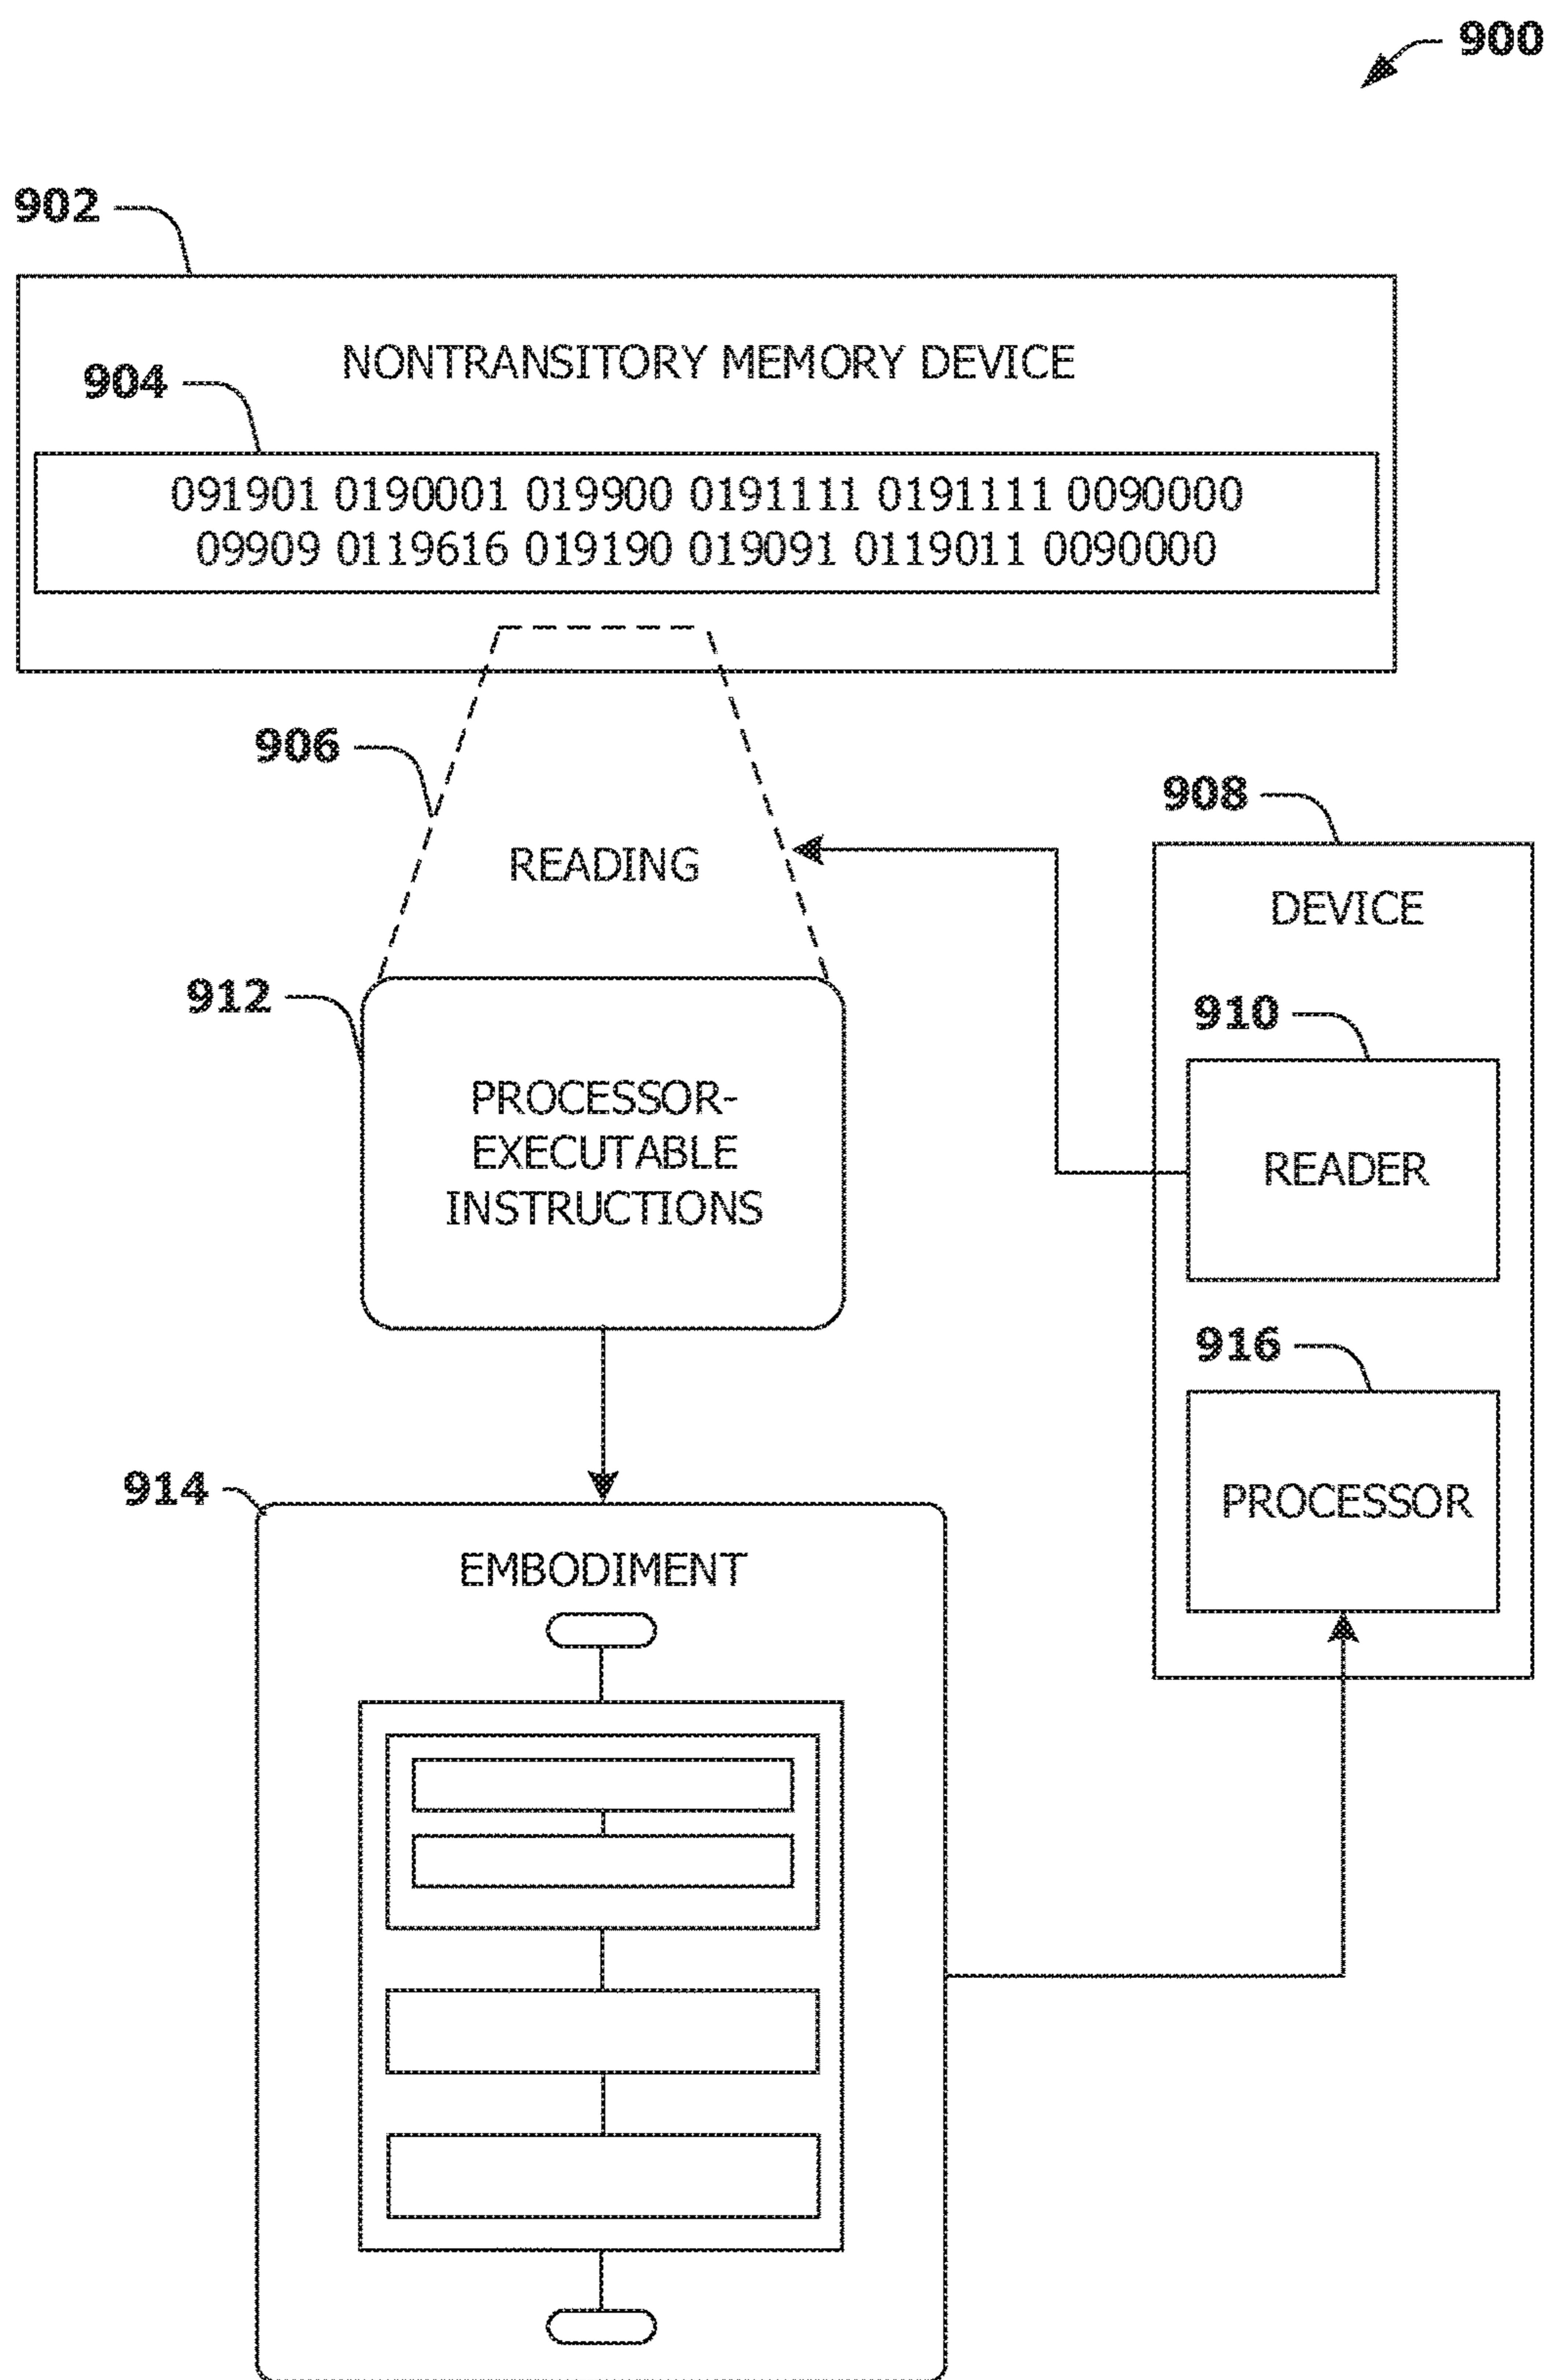 900
902
NONTRANSITORY MEMORY DEVICE
904
091901 0190001 019900 0191111 0191111 0090000
09909 0119616 019190 019091 0119011 0090000
906
READING
908
DEVICE
910
READER
912
PROCESSOR-
EXECUTABLE
INSTRUCTIONS
916
PROCESSOR
914
EMBODIMENT